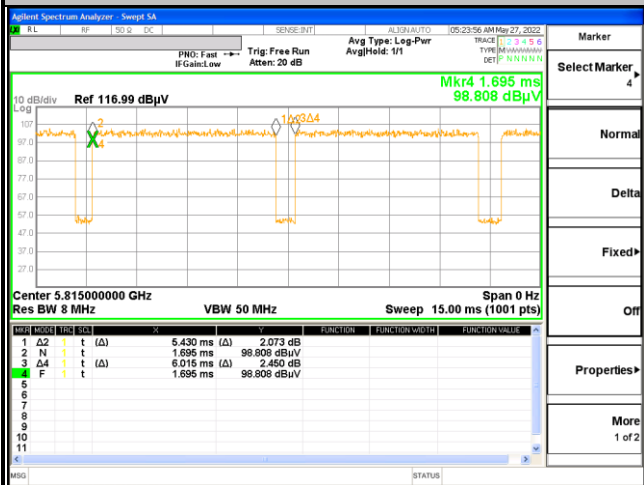 Agilent Spectrum Analyzer - Swept SA
RL RF 50 Ω DC SENSE:INT ALIGNAUTO 05:23:56 AM May 27, 2022
Avg Type: Log-Pwr TRACE 1 2 3 4 5 6
PNO: Fast Trig: Free Run Avg|Hold: 1/1 TYPE M
IFGain:Low Atten: 20 dB DET P N N N N N
Mkr4 1.695 ms
98.808 dBµV
10 dB/div Ref 116.99 dBµV
Log
107
97.0
87.0
77.0
67.0
57.0
47.0
37.0
27.0
2
4
1Δ2
3Δ4
Center 5.815000000 GHz Span 0 Hz
Res BW 8 MHz VBW 50 MHz Sweep 15.00 ms (1001 pts)
MKR MODE TRC SCL X Y FUNCTION FUNCTION WIDTH FUNCTION VALUE
1 Δ2 1 t (Δ) 5.430 ms (Δ) 2.073 dB
2 N 1 t 1.695 ms 98.808 dBµV
3 Δ4 1 t (Δ) 6.015 ms (Δ) 2.450 dB
4 F 1 t 1.695 ms 98.808 dBµV
5
6
7
8
9
10
11
MSG STATUS
Marker
Select Marker
4
Normal
Delta
Fixed
Off
Properties
More
1 of 2